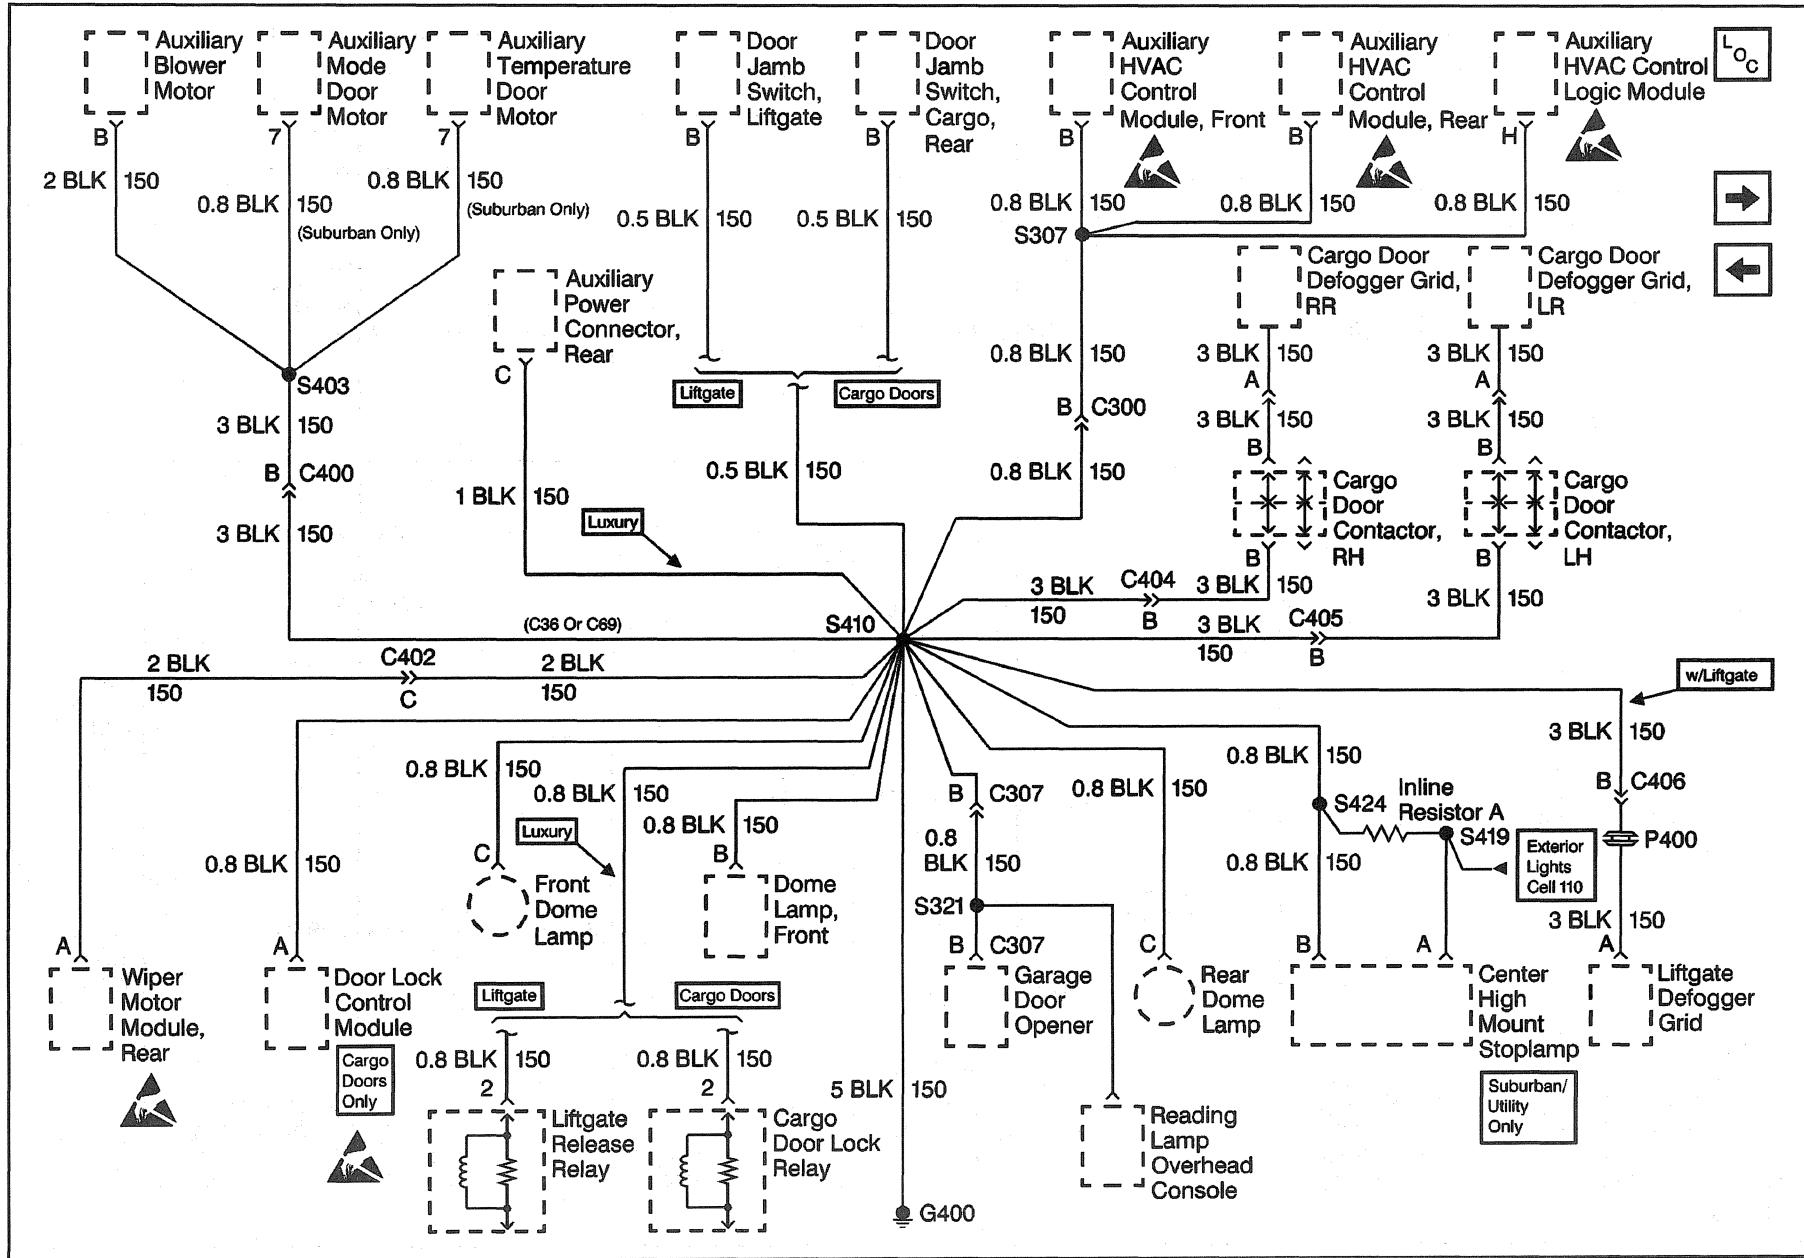 Auxiliary
Blower
Motor
Auxiliary
Mode
Door
Motor
Auxiliary
Temperature
Door
Motor
Door
Jamb
Switch,
Liftgate
Door
Jamb
Switch,
Cargo,
Rear
Auxiliary
HVAC
Control
Module, Front
Auxiliary
HVAC
Control
Module, Rear
Auxiliary
HVAC Control
Logic Module
LOC
B
7
7
B
B
B
B
H
2 BLK 150
0.8 BLK 150
(Suburban Only)
0.8 BLK 150
(Suburban Only)
0.5 BLK 150
0.5 BLK 150
0.8 BLK 150
0.8 BLK 150
0.8 BLK 150
S307
Auxiliary
Power
Connector,
Rear
C
Cargo Door
Defogger Grid,
RR
Cargo Door
Defogger Grid,
LR
S403
Liftgate
Cargo Doors
0.8 BLK 150
3 BLK 150
A
3 BLK 150
A
3 BLK 150
B C400
3 BLK 150
1 BLK 150
Luxury
0.5 BLK 150
B C300
0.8 BLK 150
3 BLK 150
B
3 BLK 150
B
Cargo
Door
Contactor,
RH
B
Cargo
Door
Contactor,
LH
B
3 BLK C404 3 BLK 150
150 B
3 BLK C405
150 B
3 BLK 150
(C36 Or C69)
S410
2 BLK C402 2 BLK
150 C 150
w/Liftgate
3 BLK 150
B C406
P400
3 BLK 150
A
0.8 BLK 150
0.8 BLK 150
0.8 BLK 150
Luxury
0.8 BLK 150
B C307
0.8
BLK 150
0.8 BLK 150
0.8 BLK 150
S424
Inline
Resistor A
S419
0.8 BLK 150
Exterior
Lights
Cell 110
C
Front
Dome
Lamp
B
Dome
Lamp,
Front
S321
B C307
C
B
A
A
Wiper
Motor
Module,
Rear
A
Door Lock
Control
Module
Cargo
Doors
Only
Liftgate
Cargo Doors
Garage
Door
Opener
Rear
Dome
Lamp
Center
High
Mount
Stoplamp
Suburban/
Utility
Only
Liftgate
Defogger
Grid
0.8 BLK 150
2
0.8 BLK 150
2
5 BLK 150
Liftgate
Release
Relay
Cargo
Door Lock
Relay
Reading
Lamp
Overhead
Console
G400